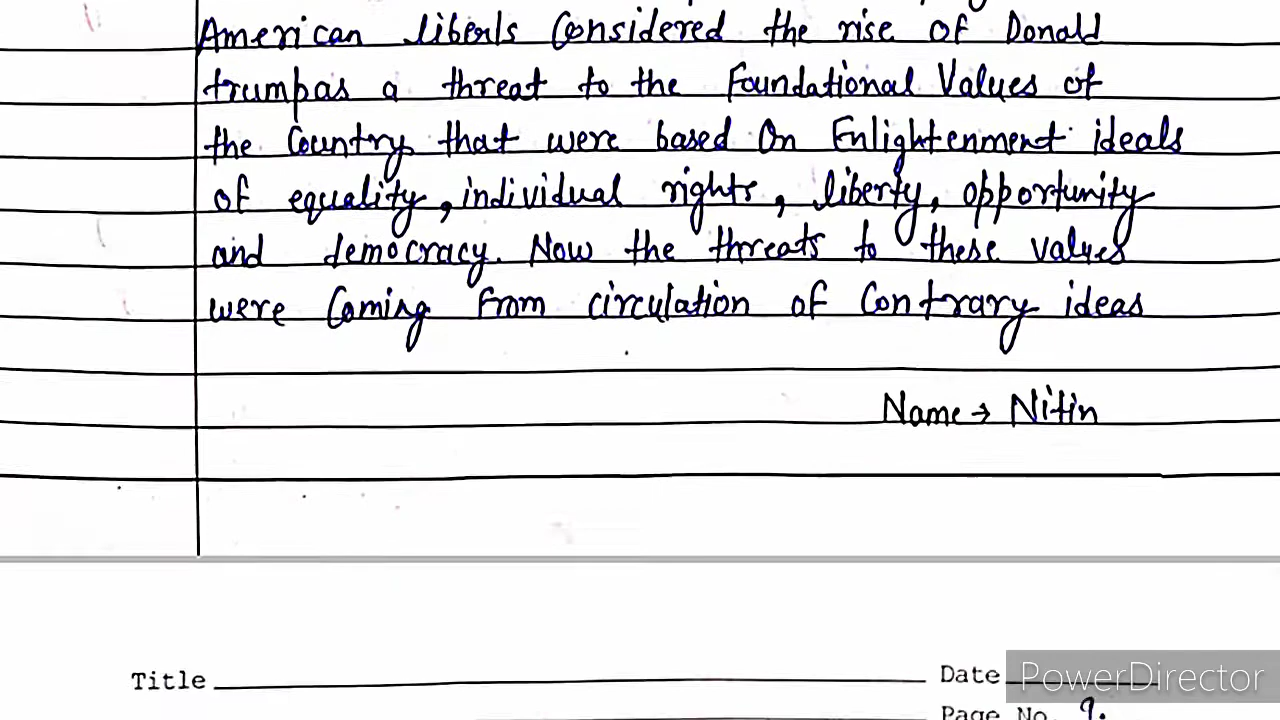 American liberls Considered the rise of Donald
trump as a threat to the Foundational Values of
the Country that were based On Enlightenment ideals
of equality, individual rights, liberty, opportunity
and democracy. Now the threats to these values
were Coming From circulation of Contrary ideas
Name → Nitin
Title Date
PowerDirector
Page No. 9.